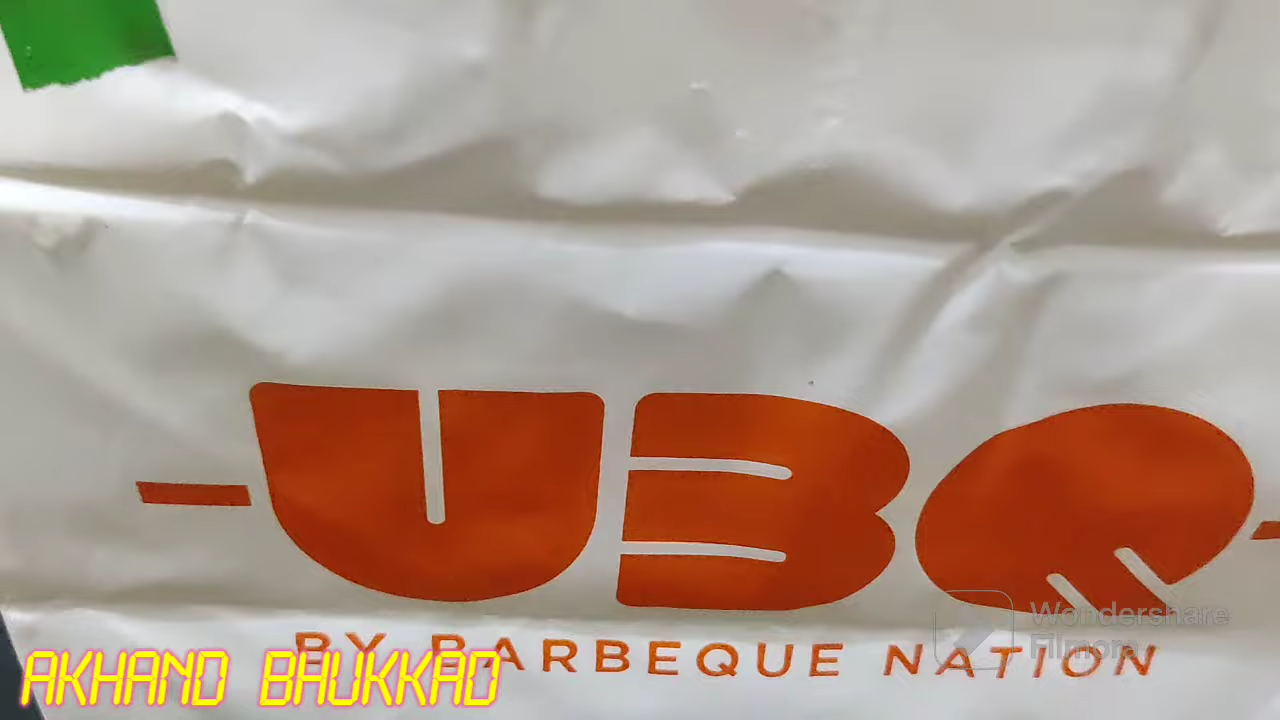 UBQ
BY BARBEQUE NATION
Wondershare
Filmora
AKHAND BHUKKAD